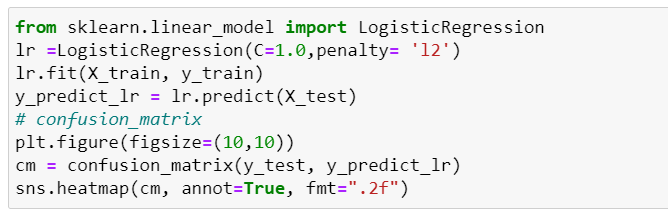 from sklearn.linear_model import LogisticRegression
lr =LogisticRegression(C=1.0,penalty= 'l2')
lr.fit(X_train, y_train)
y_predict_lr = lr.predict(X_test)
# confusion_matrix
plt.figure(figsize=(10,10))
cm = confusion_matrix(y_test, y_predict_lr)
sns.heatmap(cm, annot=True, fmt=".2f")